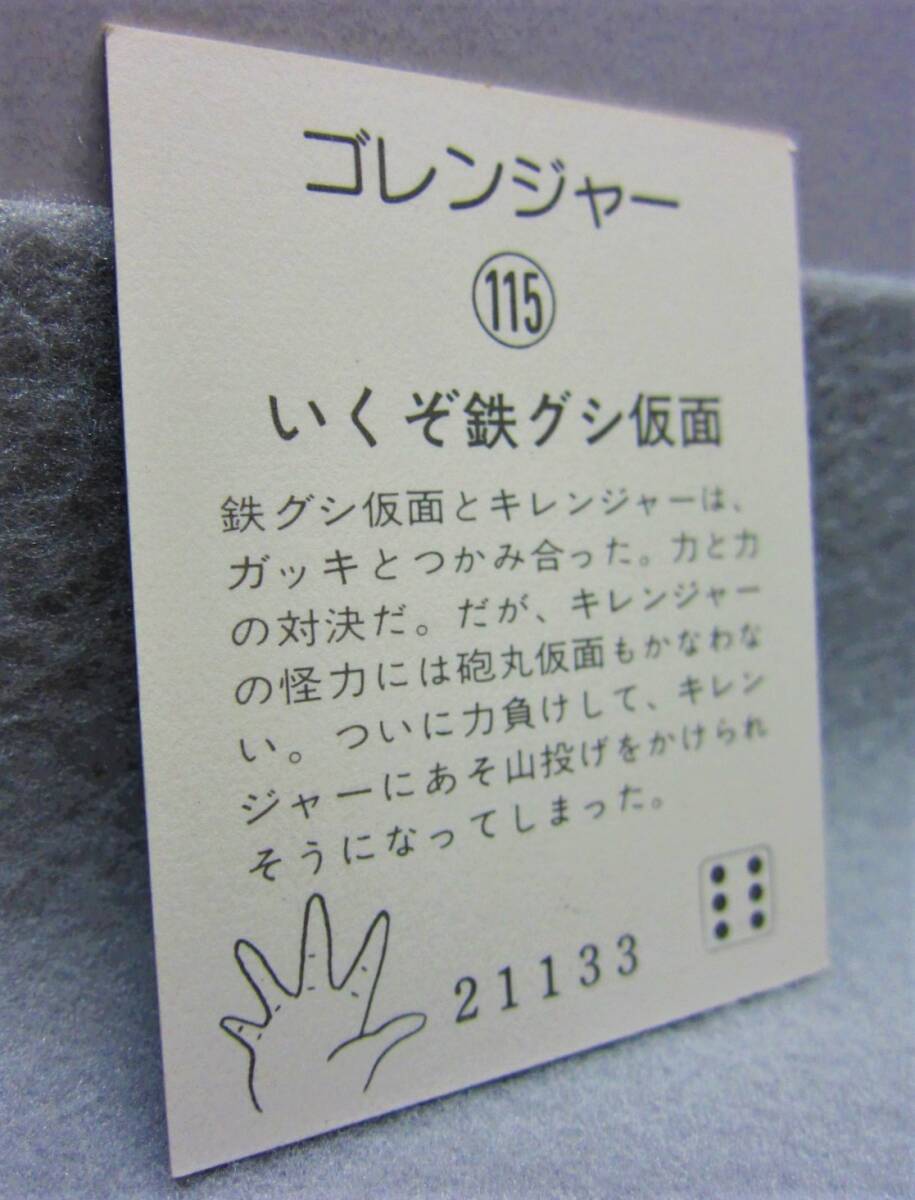 ゴレンジャー
115
いくぞ鉄グシ仮面
鉄グシ仮面とキレンジャーは、
ガッキとつかみ合った。力と力
の対決だ。だが、キレンジャー
の怪力には砲丸仮面もかなわな
い。ついに力負けして、キレン
ジャーにあそ山投げをかけられ
そうになってしまった。
21133